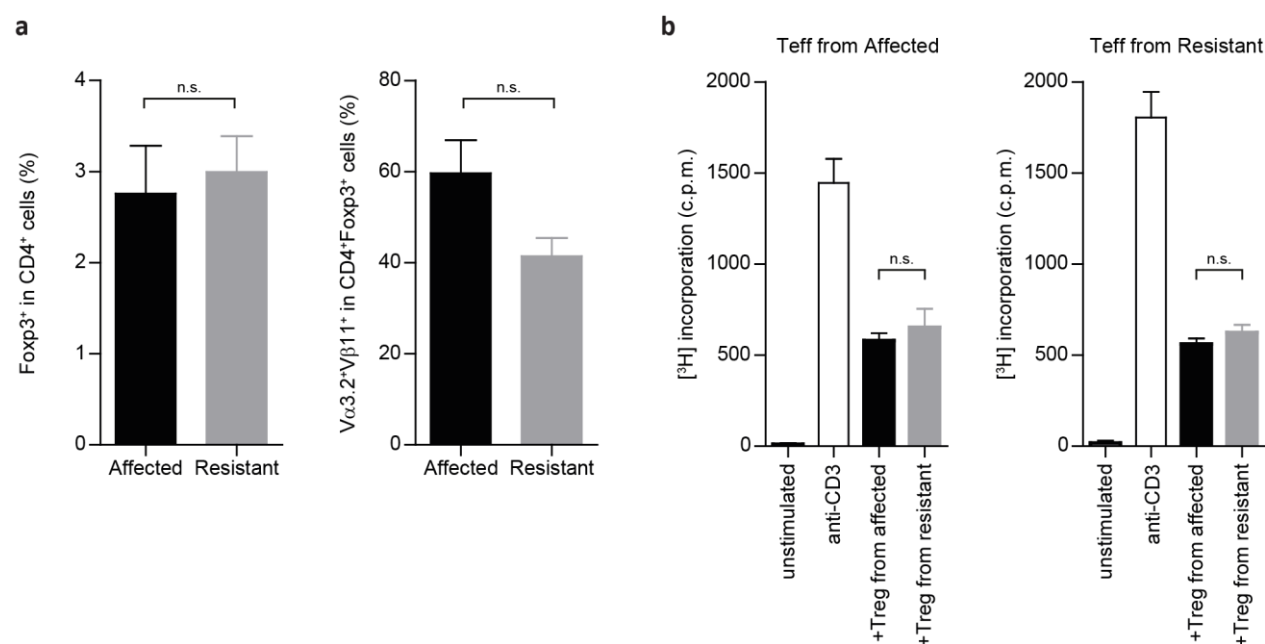 a
Foxp3⁺ in CD4⁺ cells (%)
4
3
2
1
0
n.s.
Affected
Resistant
Vα3.2⁺Vβ11⁺ in CD4⁺Foxp3⁺ cells (%)
80
60
40
20
0
n.s.
Affected
Resistant
b
Teff from Affected
[³H] incorporation (c.p.m.)
2000
1500
1000
500
0
n.s.
unstimulated
anti-CD3
+Treg from affected
+Treg from resistant
Teff from Resistant
[³H] incorporation (c.p.m.)
2000
1500
1000
500
0
n.s.
unstimulated
anti-CD3
+Treg from affected
+Treg from resistant